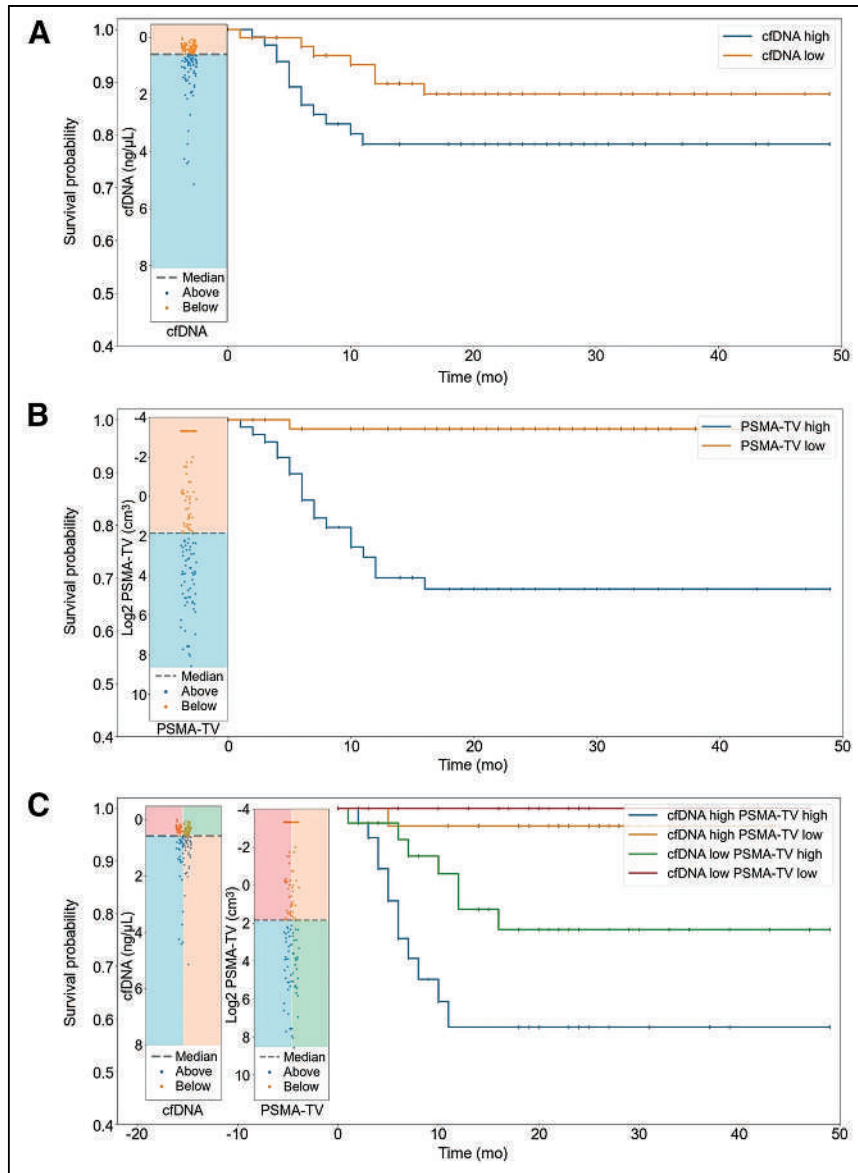 A
cfDNA high
cfDNA low
Survival probability
1.0
0.9
0.8
0.7
0.6
0.5
0.4
cfDNA (ng/μL)
0
2
4
6
8
Median
Above
Below
cfDNA
0 10 20 30 40 50
Time (mo)
B
PSMA-TV high
PSMA-TV low
Survival probability
1.0
0.9
0.8
0.7
0.6
0.5
0.4
Log2 PSMA-TV (cm³)
-4
-2
0
2
4
6
8
10
Median
Above
Below
PSMA-TV
0 10 20 30 40 50
Time (mo)
C
cfDNA high PSMA-TV high
cfDNA high PSMA-TV low
cfDNA low PSMA-TV high
cfDNA low PSMA-TV low
Survival probability
1.0
0.9
0.8
0.7
0.6
0.5
0.4
cfDNA (ng/μL)
0
2
4
6
8
Median
Above
Below
cfDNA
Log2 PSMA-TV (cm³)
-4
-2
0
2
4
6
8
10
Median
Above
Below
PSMA-TV
-20 -10 0 10 20 30 40 50
Time (mo)